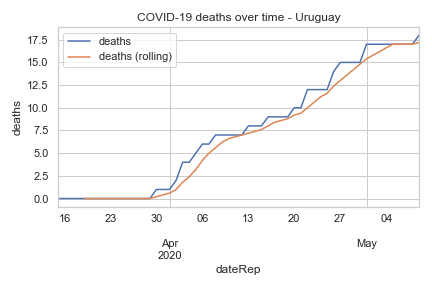 COVID-19 deaths over time - Uruguay
deaths
deaths (rolling)
deaths
17.5
15.0
12.5
10.0
7.5
5.0
2.5
0.0
16 23 30 06 13 20 27 04
Apr May
2020
dateRep